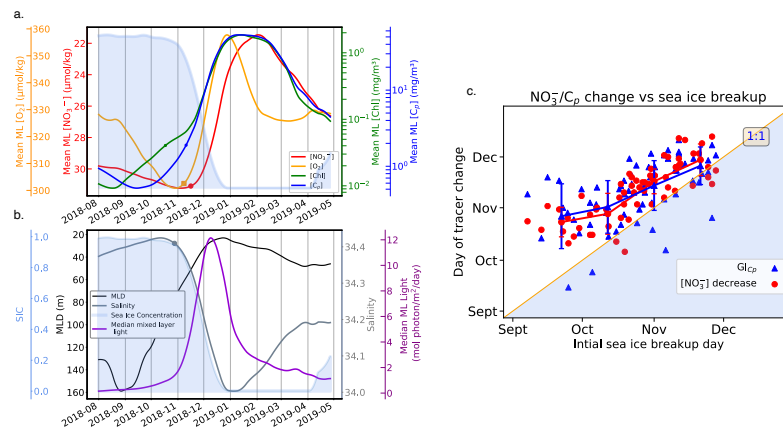 a.
360
350
340
330
320
310
300
Mean ML [O₂] (μmol/kg)
22
24
26
28
30
Mean ML [NO₃⁻] (μmol/kg)
10⁰
10⁻¹
10⁻²
Mean ML [Chl] (mg/m³)
10¹
10⁰
Mean ML [Cₚ] (mg/m³)
[NO₃⁻]
[O₂]
[Chl]
[Cₚ]
2018-08
2018-09
2018-10
2018-11
2018-12
2019-01
2019-02
2019-03
2019-04
2019-05
b.
1.0
0.8
0.6
0.4
0.2
0.0
SIC
20
40
60
80
100
120
140
160
MLD (m)
34.4
34.3
34.2
34.1
34.0
Salinity
12
10
8
6
4
2
0
Median ML Light
(mol photon/m²/day)
MLD
Salinity
Sea Ice Concentration
Median mixed layer
light
2018-08
2018-09
2018-10
2018-11
2018-12
2019-01
2019-02
2019-03
2019-04
2019-05
c.
NO₃⁻/Cₚ change vs sea ice breakup
1:1
Dec
Nov
Oct
Sept
Day of tracer change
GI_Cp
[NO₃⁻] decrease
Sept
Oct
Nov
Dec
Intial sea ice breakup day